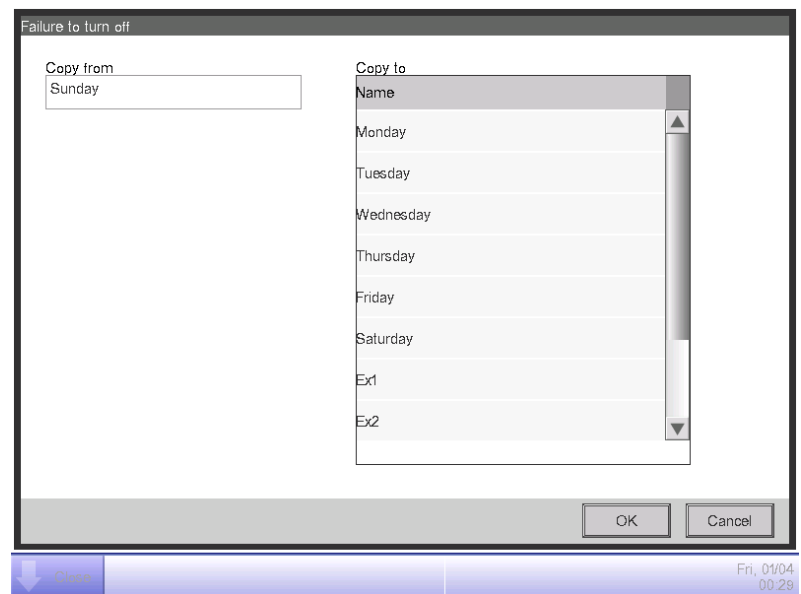 Failure to turn off
Copy from
Sunday
Copy to
Name
Monday
Tuesday
Wednesday
Thursday
Friday
Saturday
Ex1
Ex2
OK
Cancel
Fri, 01/04
00:29